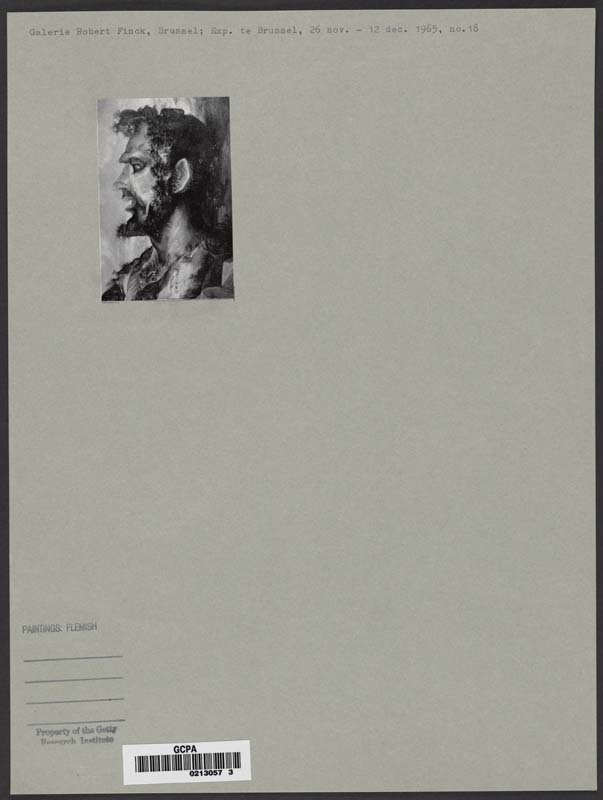 Galerie Robert Finck, Brussel; Exp. te Brussel, 26 nov. - 12 dec. 1965, no.18
PAINTINGS: FLEMISH
Property of the Getty
Research Institute
GCPA
0213057 3